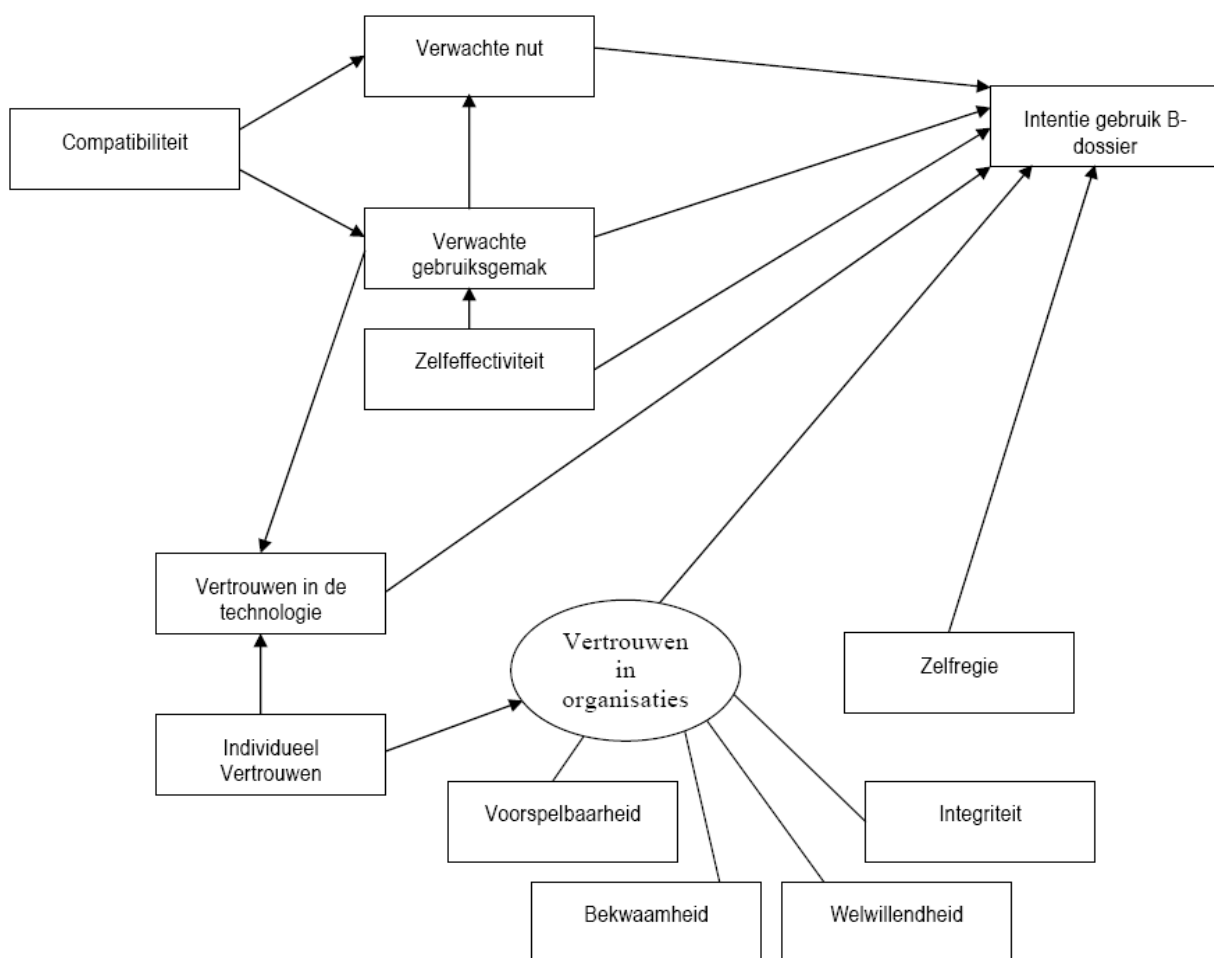 Verwachte nut
Intentie gebruik B-
dossier
Compatibiliteit
Verwachte
gebruiksgemak
Zelfeffectiviteit
Vertrouwen in de
technologie
Vertrouwen
in
organisaties
Zelfregie
Individueel
Vertrouwen
Voorspelbaarheid
Integriteit
Bekwaamheid
Welwillendheid